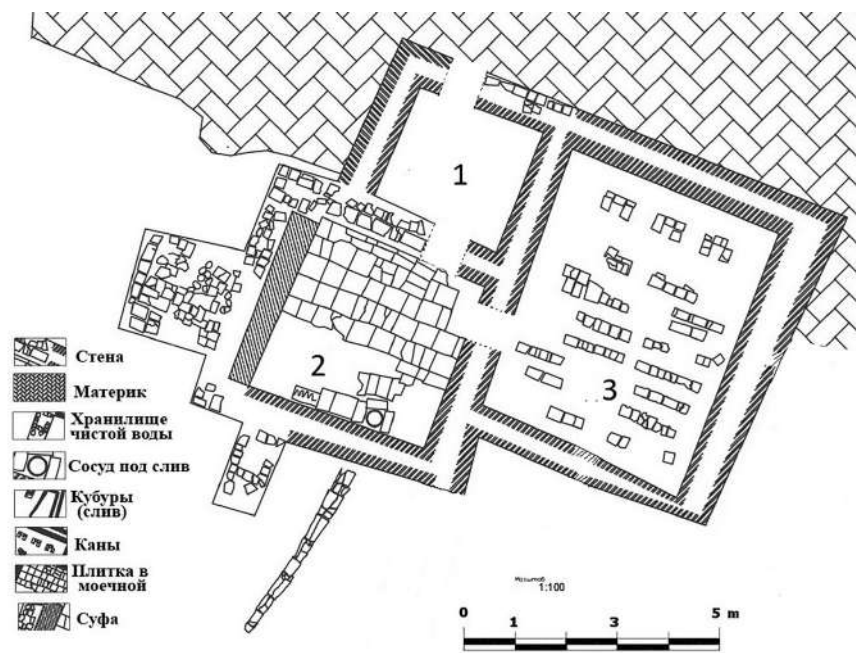 1
2
3
Стена
Материк
Хранилище
чистой воды
Сосуд под слив
Кубуры
(слив)
Каны
Плитка в
моечной
Суфа
Масштаб
1:100
0 1 3 5 m